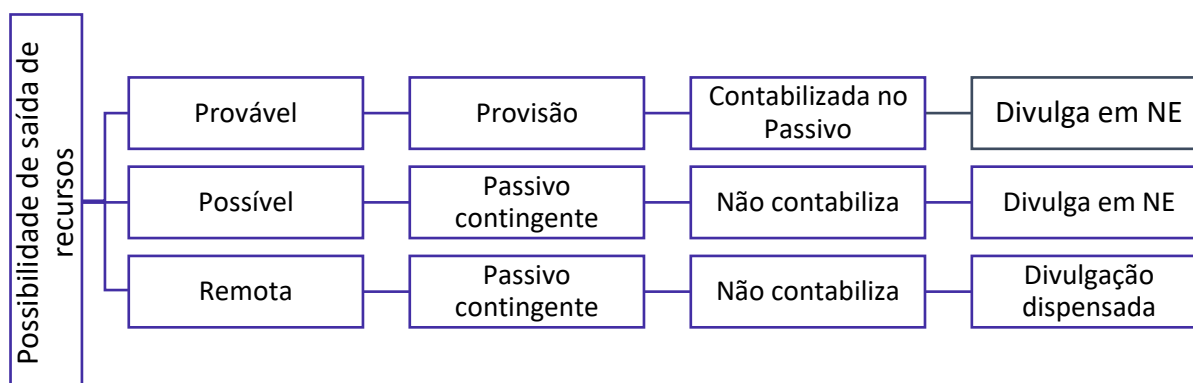 Possibilidade de saída de
recursos
Provável
Provisão
Contabilizada no
Passivo
Divulga em NE
Possível
Passivo
contingente
Não contabiliza
Divulga em NE
Remota
Passivo
contingente
Não contabiliza
Divulgação
dispensada